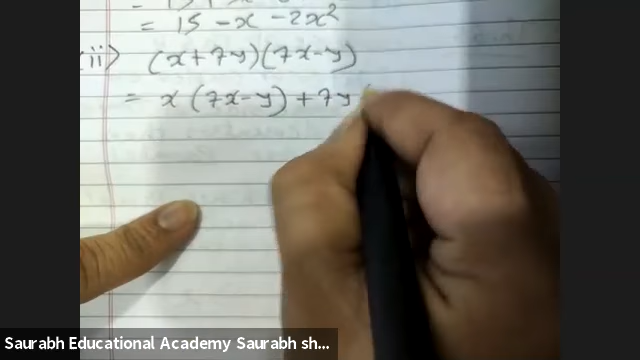 = 15 - x - 2x²
ii> (x+7y)(7x-y)
= x (7x-y) + 7y (
Saurabh Educational Academy Saurabh sh...